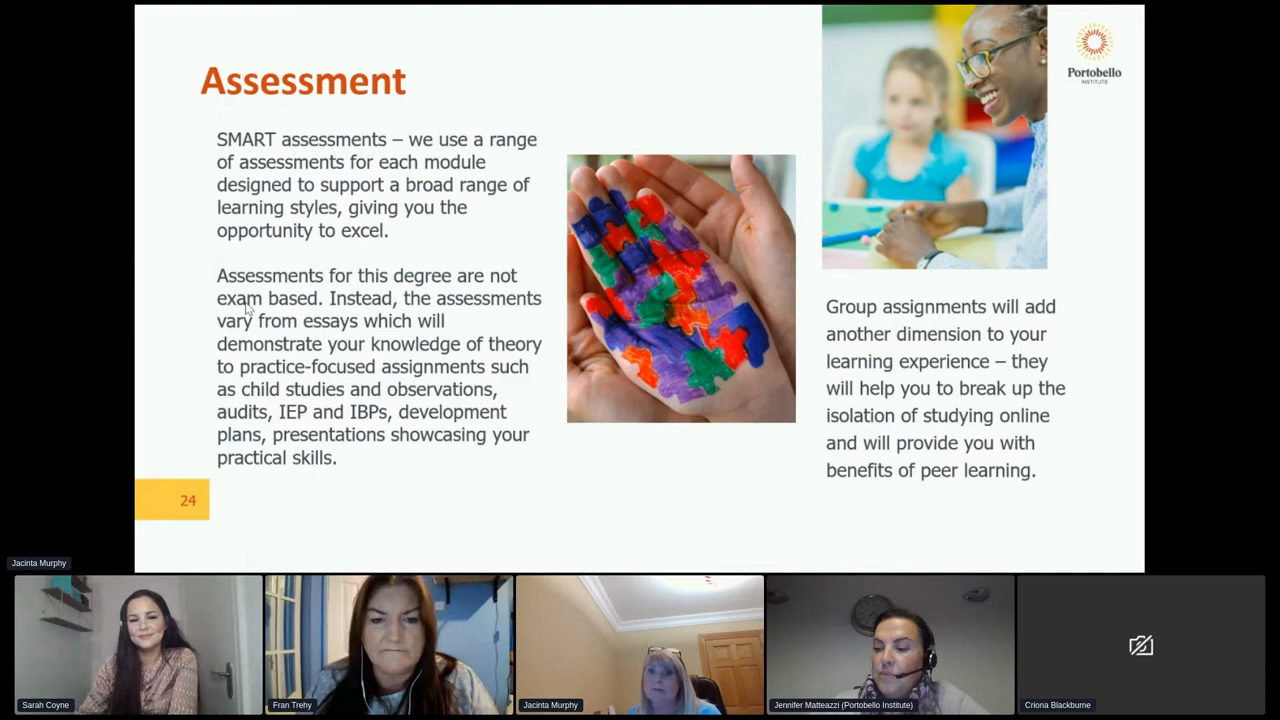 Assessment
Portobello
INSTITUTE
SMART assessments – we use a range
of assessments for each module
designed to support a broad range of
learning styles, giving you the
opportunity to excel.
Assessments for this degree are not
exam based. Instead, the assessments
vary from essays which will
demonstrate your knowledge of theory
to practice-focused assignments such
as child studies and observations,
audits, IEP and IBPs, development
plans, presentations showcasing your
practical skills.
Group assignments will add
another dimension to your
learning experience – they
will help you to break up the
isolation of studying online
and will provide you with
benefits of peer learning.
24
Jacinta Murphy
Sarah Coyne
Fran Trehy
Jacinta Murphy
Jennifer Matteazzi (Portobello Institute)
Criona Blackburne